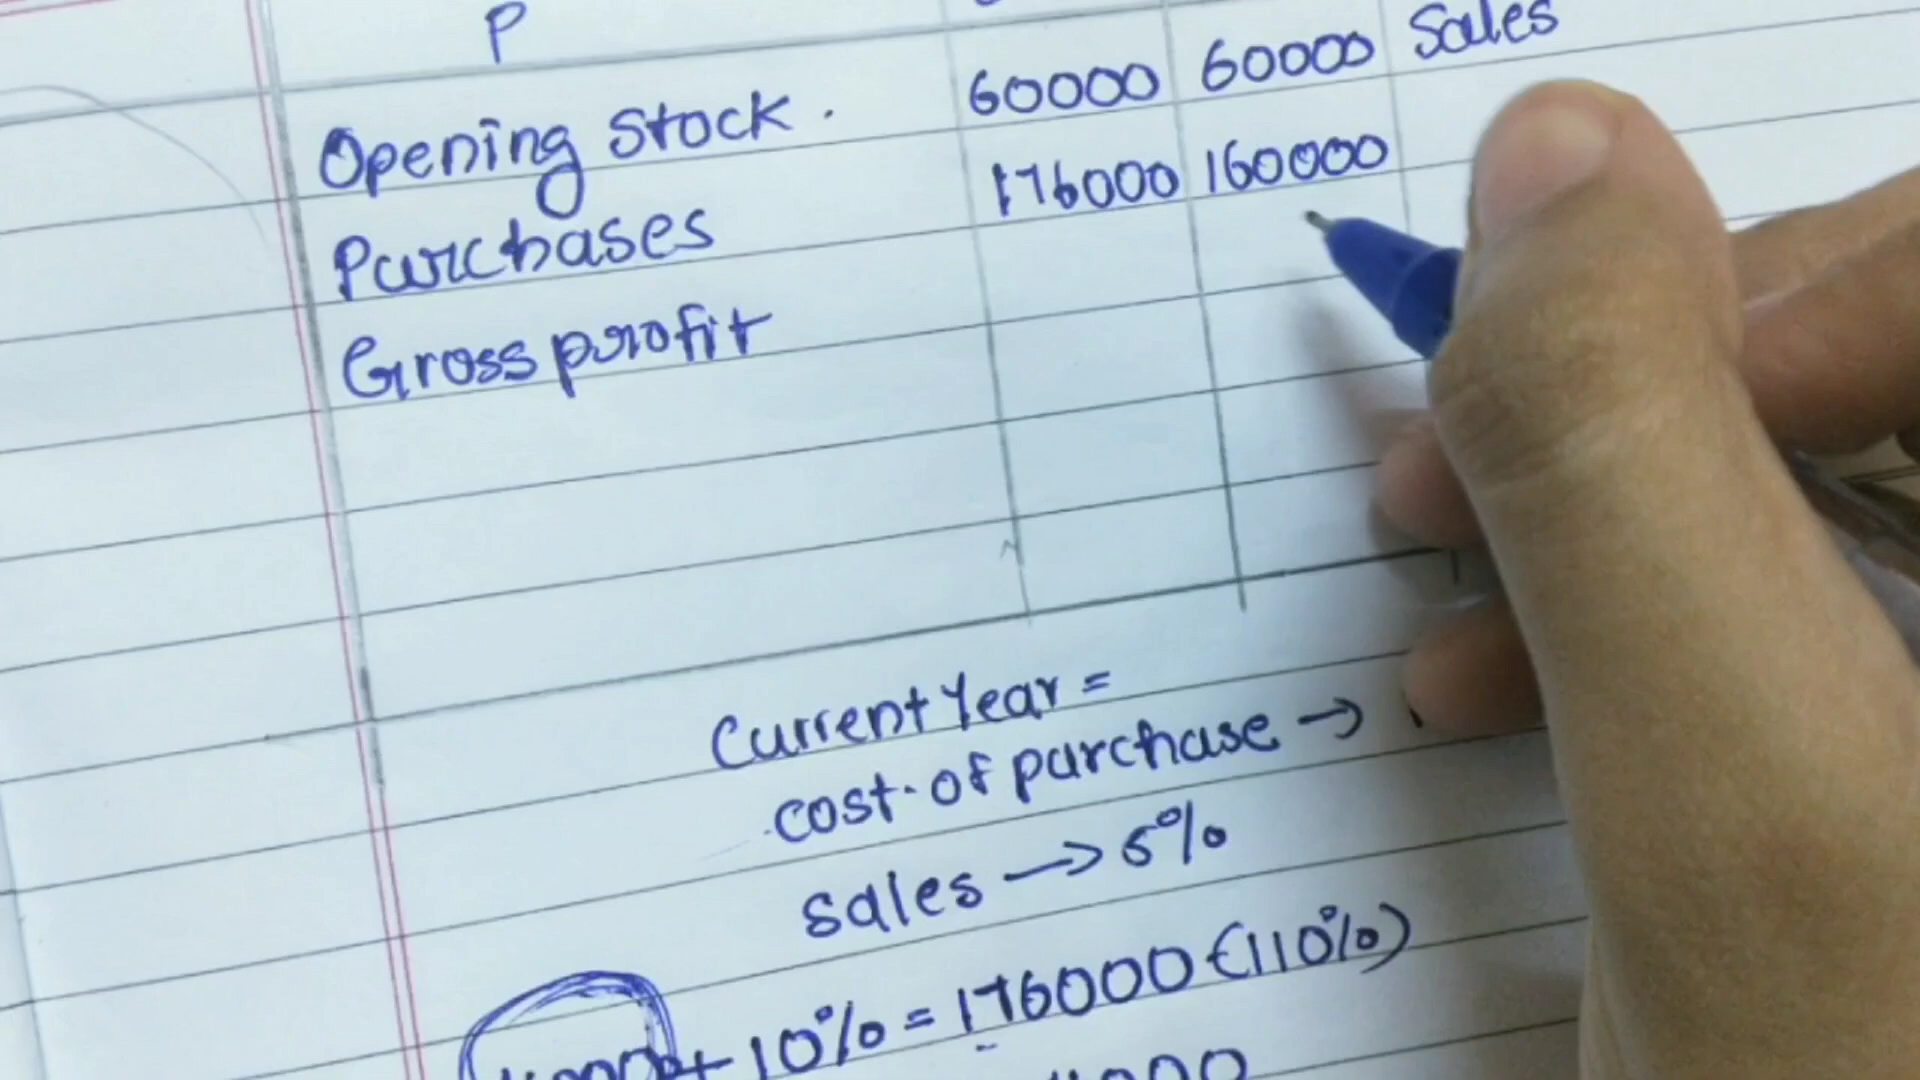 P
Opening Stock. 60000 60000 Sales
Purchases 176000 160000
Gross profit
Current Year =
cost. of purchase →
sales → 5%
+ 10% = 176000 (110%)